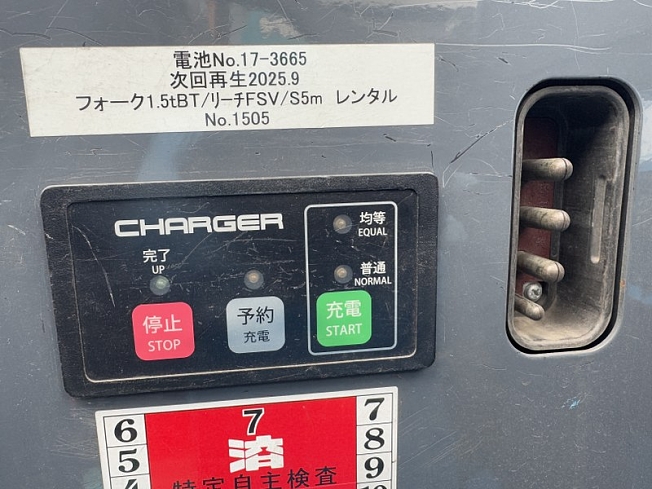 電池No.17-3665
次回再生2025.9
フォーク1.5tBT/リーチFSV/S5m レンタル
No.1505
CHARGER
均等
EQUAL
完了
UP
普通
NORMAL
停止
STOP
予約
充電
充電
START
6 7 7
5 済 8
4 特定自主検査 9